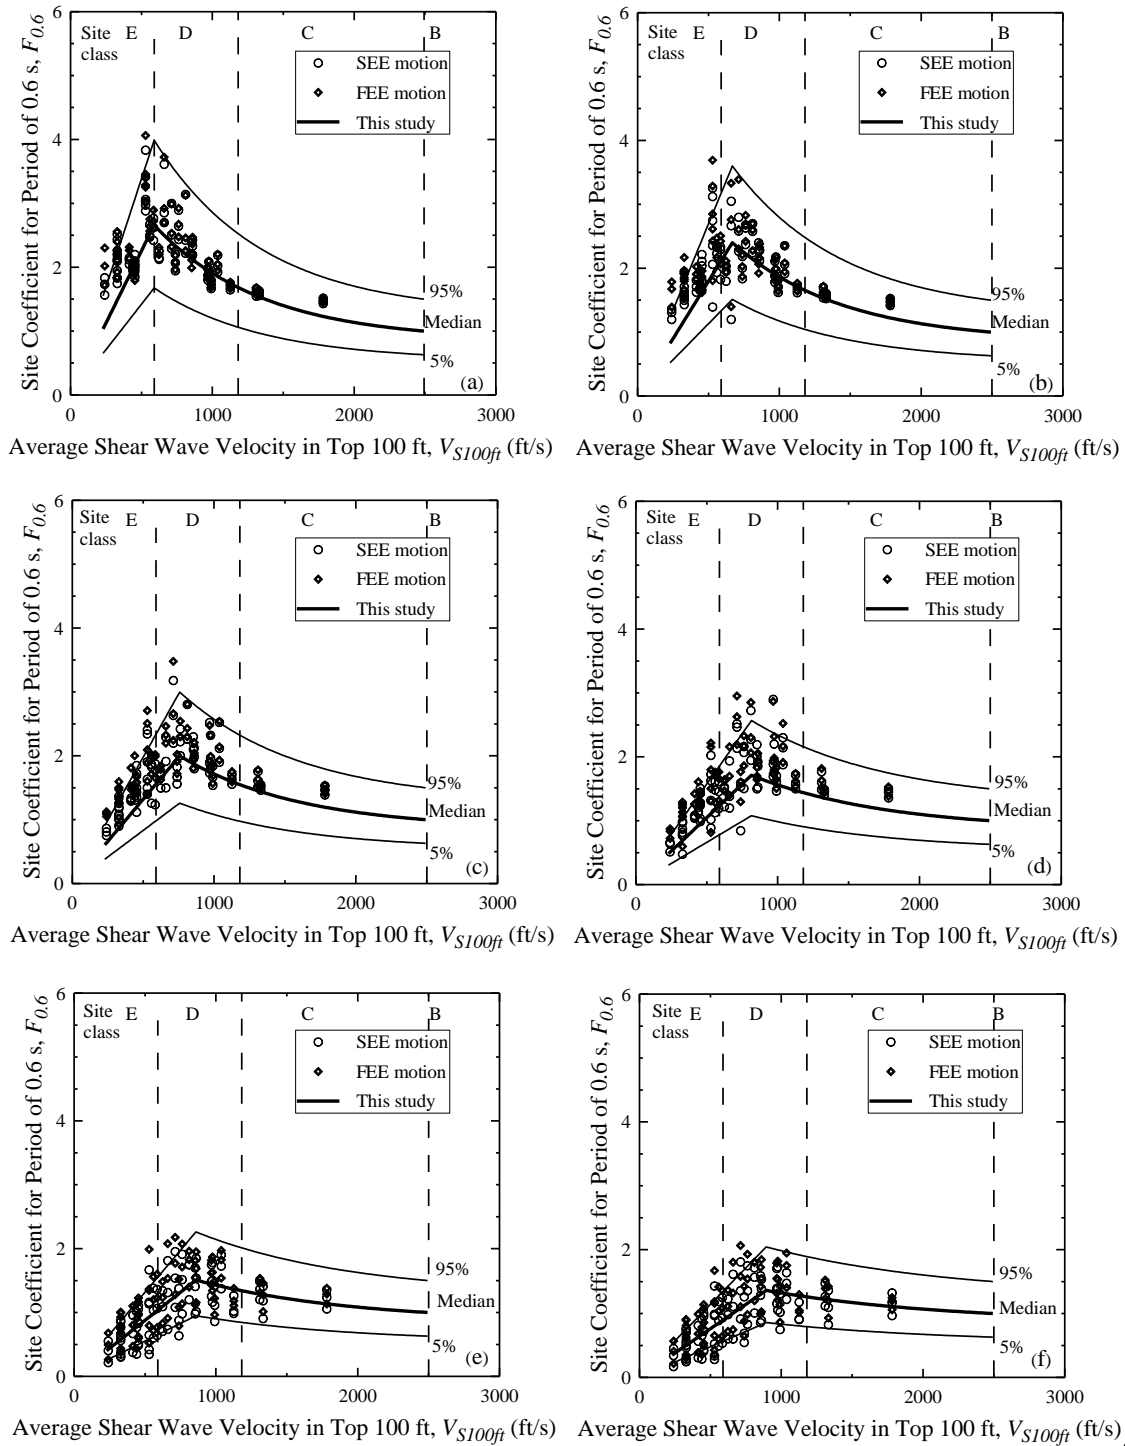 Site Coefficient for Period of 0.6 s, F0.6
6
4
2
0
Site
class
E
D
C
B
SEE motion
FEE motion
This study
95%
Median
5%
(a)
0
1000
2000
3000
Average Shear Wave Velocity in Top 100 ft, VS100ft (ft/s)
Site Coefficient for Period of 0.6 s, F0.6
6
4
2
0
Site
class
E
D
C
B
SEE motion
FEE motion
This study
95%
Median
5%
(b)
0
1000
2000
3000
Average Shear Wave Velocity in Top 100 ft, VS100ft (ft/s)
Site Coefficient for Period of 0.6 s, F0.6
6
4
2
0
Site
class
E
D
C
B
SEE motion
FEE motion
This study
95%
Median
5%
(c)
0
1000
2000
3000
Average Shear Wave Velocity in Top 100 ft, VS100ft (ft/s)
Site Coefficient for Period of 0.6 s, F0.6
6
4
2
0
Site
class
E
D
C
B
SEE motion
FEE motion
This study
95%
Median
5%
(d)
0
1000
2000
3000
Average Shear Wave Velocity in Top 100 ft, VS100ft (ft/s)
Site Coefficient for Period of 0.6 s, F0.6
6
4
2
0
Site
class
E
D
C
B
SEE motion
FEE motion
This study
95%
Median
5%
(e)
0
1000
2000
3000
Average Shear Wave Velocity in Top 100 ft, VS100ft (ft/s)
Site Coefficient for Period of 0.6 s, F0.6
6
4
2
0
Site
class
E
D
C
B
SEE motion
FEE motion
This study
95%
Median
5%
(f)
0
1000
2000
3000
Average Shear Wave Velocity in Top 100 ft, VS100ft (ft/s)